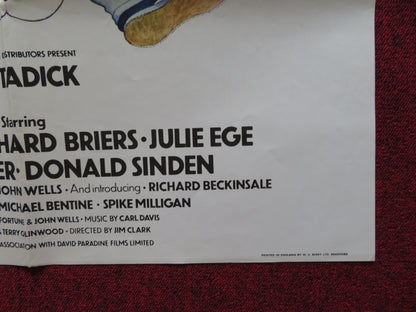 DISTRIBUTORS PRESENT
TADICK
Starring
HARD BRIERS · JULIE EGE
ER · DONALD SINDEN
JOHN WELLS · And introducing · RICHARD BECKINSALE
MICHAEL BENTINE · SPIKE MILLIGAN
FORTUNE & JOHN WELLS · MUSIC BY CARL DAVIS
& TERRY GLINWOOD · DIRECTED BY JIM CLARK
ASSOCIATION WITH DAVID PARADINE FILMS LIMITED
PRINTED IN ENGLAND BY W. E. BERRY LTD. BRADFORD